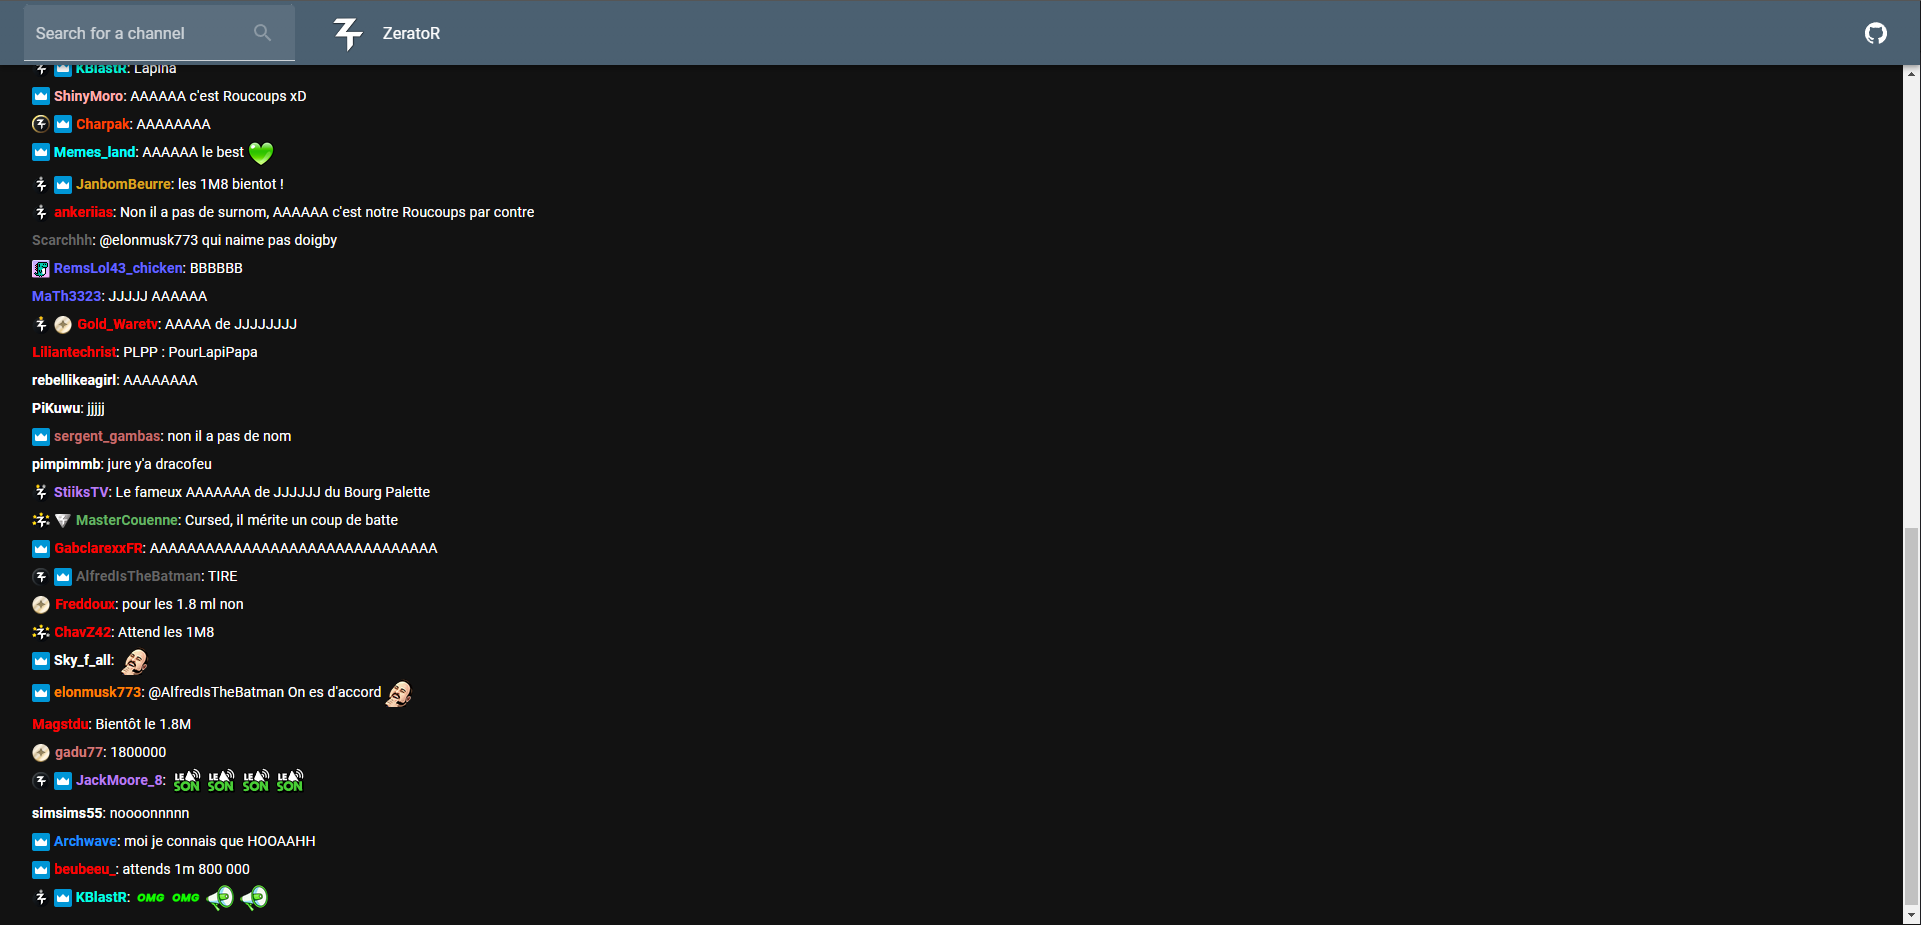 Search for a channel
ZeratoR
KBlastR: Lapina
ShinyMoro: AAAAAA c'est Roucoups xD
Charpak: AAAAAAAA
Memes_land: AAAAAA le best
JanbomBeurre: les 1M8 bientot !
ankeriias: Non il a pas de surnom, AAAAAA c'est notre Roucoups par contre
Scarchhh: @elonmusk773 qui naime pas doigby
RemsLol43_chicken: BBBBBB
MaTh3323: JJJJJ AAAAAA
Gold_Waretv: AAAAA de JJJJJJJJ
Liliantechrist: PLPP : PourLapiPapa
rebellikeagirl: AAAAAAAA
PiKuwu: jjjjj
sergent_gambas: non il a pas de nom
pimpimmb: jure y'a dracofeu
StiiksTV: Le fameux AAAAAAA de JJJJJJ du Bourg Palette
MasterCouenne: Cursed, il mérite un coup de batte
GabclarexxFR: AAAAAAAAAAAAAAAAAAAAAAAAAAAAAAA
AlfredIsTheBatman: TIRE
Freddoux: pour les 1.8 ml non
ChavZ42: Attend les 1M8
Sky_f_all:
elonmusk773: @AlfredIsTheBatman On es d'accord
Magstdu: Bientôt le 1.8M
gadu77: 1800000
JackMoore_8: LE SON LE SON LE SON LE SON
simsims55: noooonnnnn
Archwave: moi je connais que HOOAAHH
beubeeu_: attends 1m 800 000
KBlastR: OMG OMG